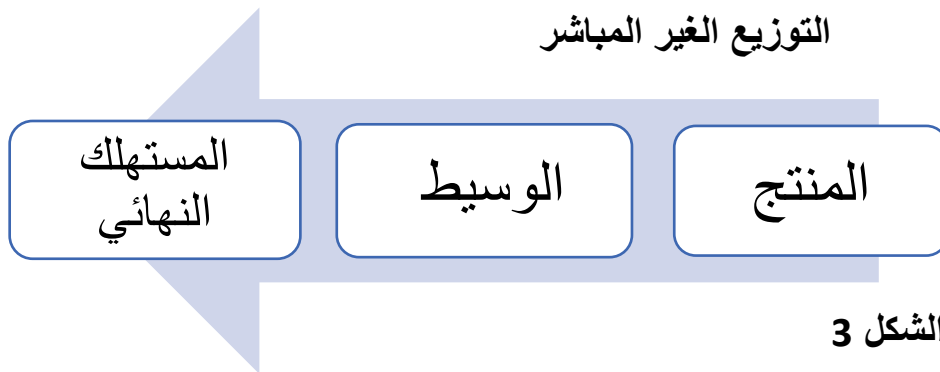 التوزيع الغير المباشر
المنتج
الوسيط
المستهلك
النهائي
الشكل 3